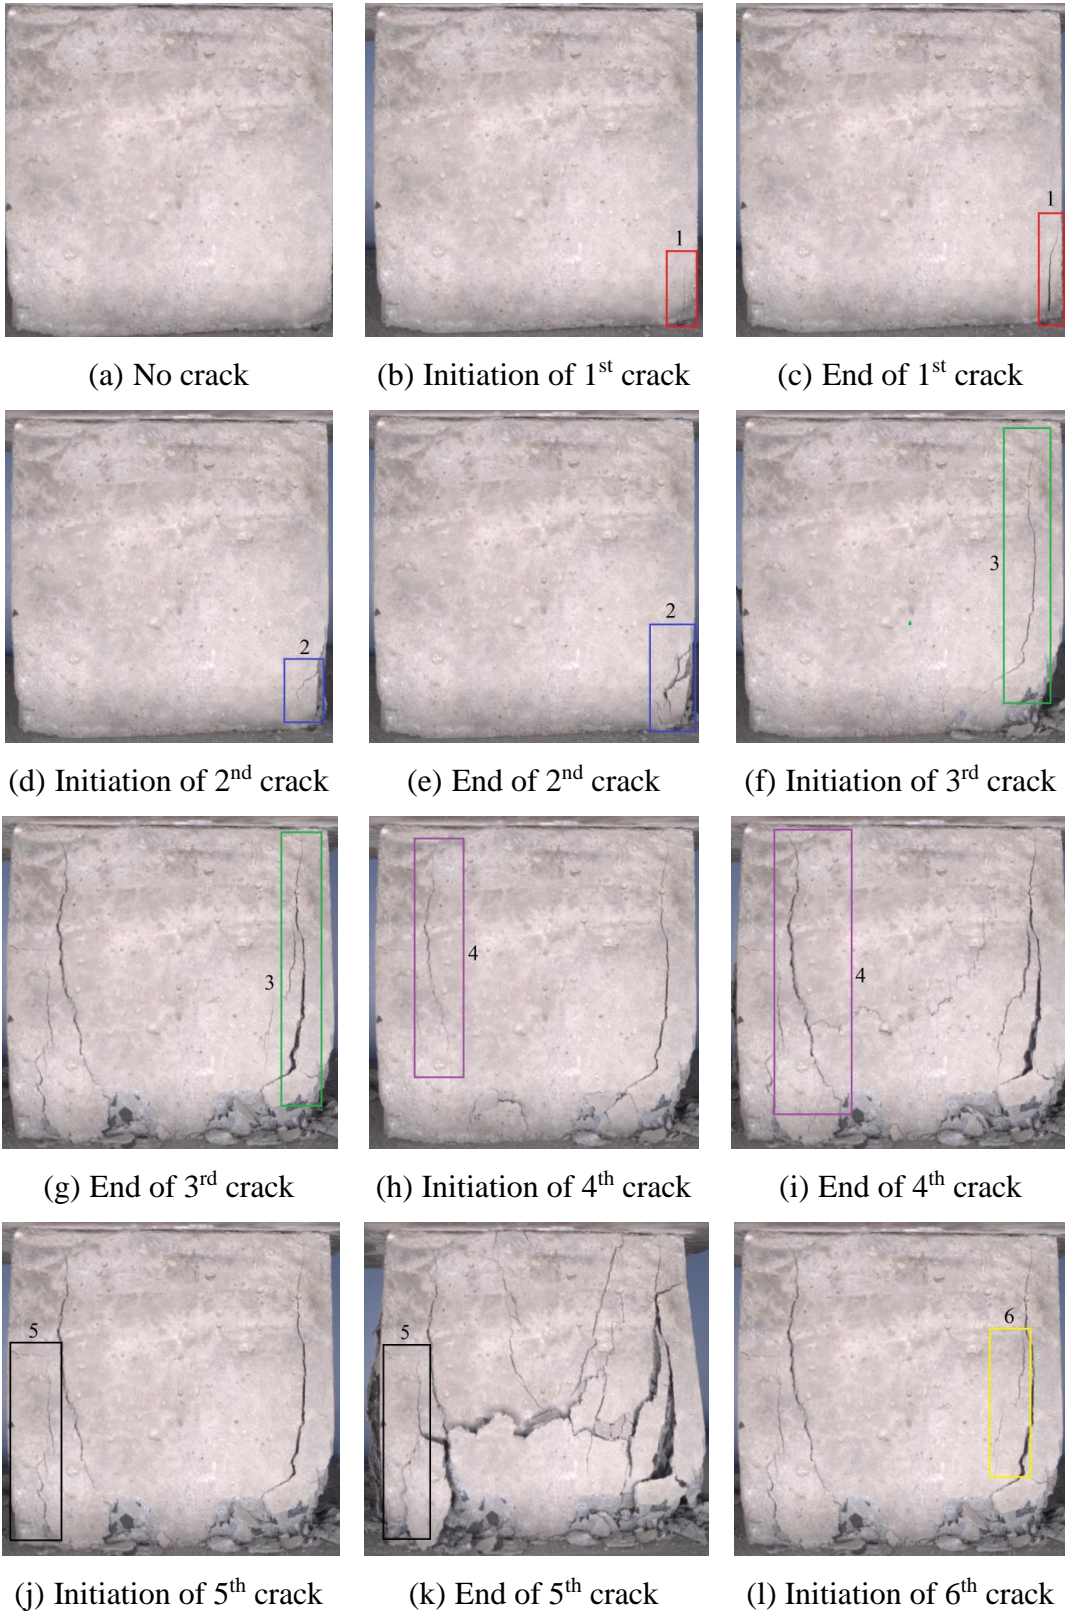 1
1
(a) No crack
(b) Initiation of 1st crack
(c) End of 1st crack
2
2
3
(d) Initiation of 2nd crack
(e) End of 2nd crack
(f) Initiation of 3rd crack
3
4
4
(g) End of 3rd crack
(h) Initiation of 4th crack
(i) End of 4th crack
5
5
6
(j) Initiation of 5th crack
(k) End of 5th crack
(l) Initiation of 6th crack